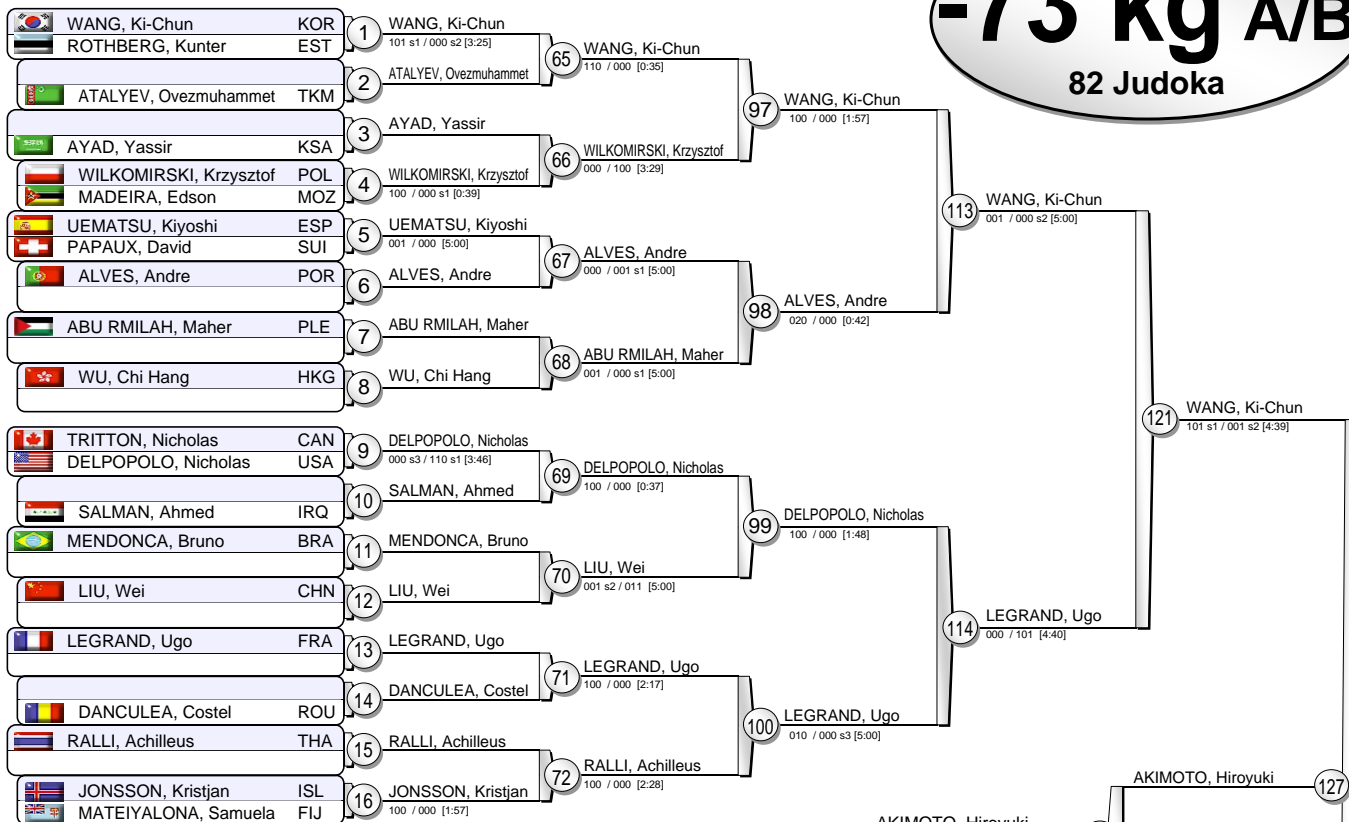 -73 kg A/B
82 Judoka
WANG, Ki-Chun KOR
ROTHBERG, Kunter EST
ATALYEV, Ovezmuhammet TKM
AYAD, Yassir KSA
WILKOMIRSKI, Krzysztof POL
MADEIRA, Edson MOZ
UEMATSU, Kiyoshi ESP
PAPAUX, David SUI
ALVES, Andre POR
ABU RMILAH, Maher PLE
WU, Chi Hang HKG
TRITTON, Nicholas CAN
DELPOPOLO, Nicholas USA
SALMAN, Ahmed IRQ
MENDONCA, Bruno BRA
LIU, Wei CHN
LEGRAND, Ugo FRA
DANCULEA, Costel ROU
RALLI, Achilleus THA
JONSSON, Kristjan ISL
MATEIYALONA, Samuela FIJ
1
WANG, Ki-Chun
101 s1 / 000 s2 [3:25]
2
ATALYEV, Ovezmuhammet
3
AYAD, Yassir
4
WILKOMIRSKI, Krzysztof
100 / 000 s1 [0:39]
5
UEMATSU, Kiyoshi
001 / 000 [5:00]
6
ALVES, Andre
7
ABU RMILAH, Maher
8
WU, Chi Hang
9
DELPOPOLO, Nicholas
000 s3 / 110 s1 [3:46]
10
SALMAN, Ahmed
11
MENDONCA, Bruno
12
LIU, Wei
13
LEGRAND, Ugo
14
DANCULEA, Costel
15
RALLI, Achilleus
16
JONSSON, Kristjan
100 / 000 [1:57]
65
WANG, Ki-Chun
110 / 000 [0:35]
66
WILKOMIRSKI, Krzysztof
000 / 100 [3:29]
67
ALVES, Andre
000 / 001 s1 [5:00]
68
ABU RMILAH, Maher
001 / 000 s1 [5:00]
69
DELPOPOLO, Nicholas
100 / 000 [0:37]
70
LIU, Wei
001 s2 / 011 [5:00]
71
LEGRAND, Ugo
100 / 000 [2:17]
72
RALLI, Achilleus
100 / 000 [2:28]
97
WANG, Ki-Chun
100 / 000 [1:57]
98
ALVES, Andre
020 / 000 [0:42]
99
DELPOPOLO, Nicholas
100 / 000 [1:48]
100
LEGRAND, Ugo
010 / 000 s3 [5:00]
113
WANG, Ki-Chun
001 / 000 s2 [5:00]
114
LEGRAND, Ugo
000 / 101 [4:40]
121
WANG, Ki-Chun
101 s1 / 001 s2 [4:39]
AKIMOTO, Hiroyuki
127
AKIMOTO, Hiroyuki